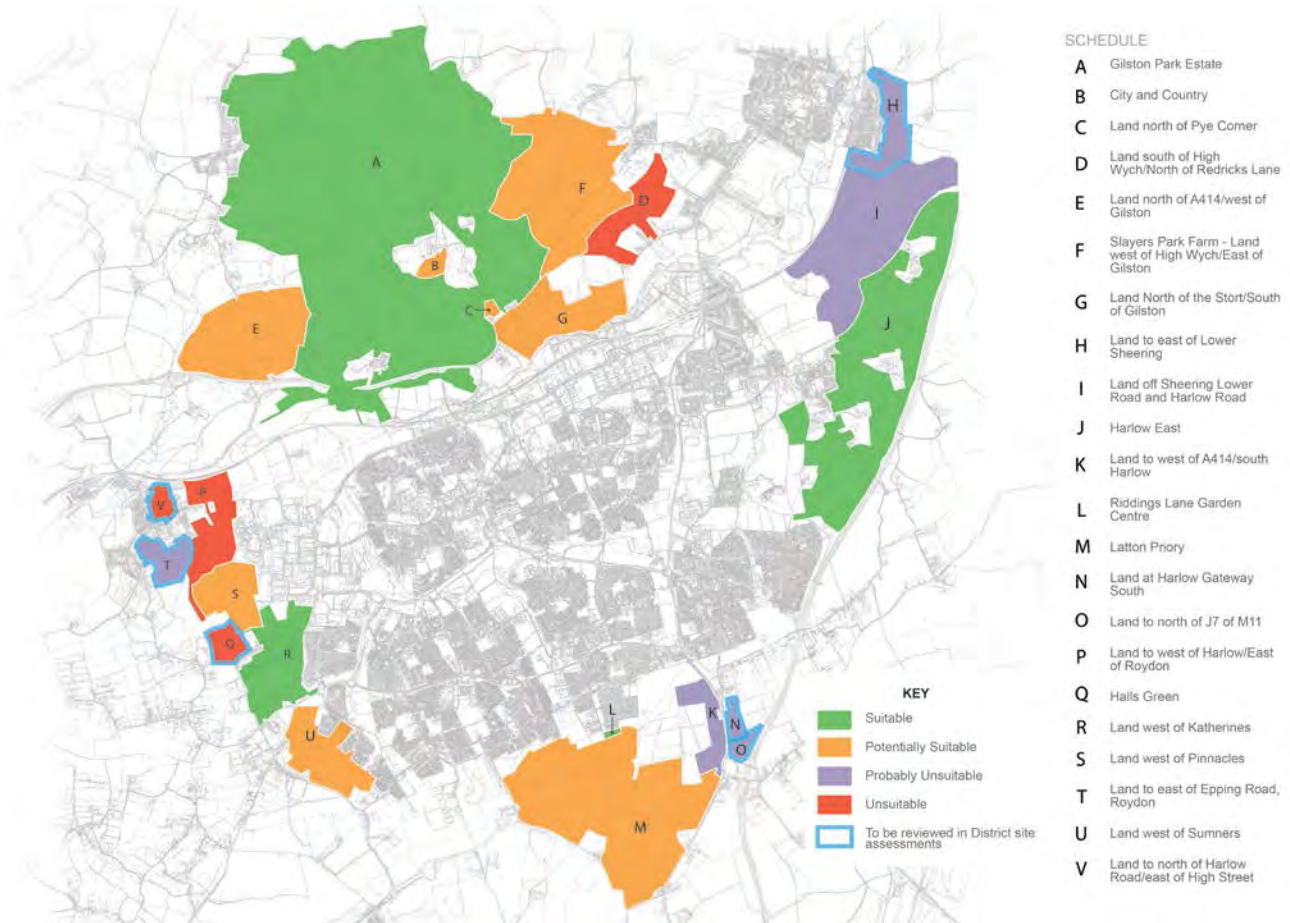 SCHEDULE
A Gilston Park Estate
B City and Country
C Land north of Pye Corner
D Land south of High
Wych/North of Redricks Lane
E Land north of A414/west of
Gilston
F Slayers Park Farm - Land
west of High Wych/East of
Gilston
G Land North of the Stort/South
of Gilston
H Land to east of Lower
Sheering
I Land off Sheering Lower
Road and Harlow Road
J Harlow East
K Land to west of A414/south
Harlow
L Riddings Lane Garden
Centre
M Latton Priory
N Land at Harlow Gateway
South
O Land to north of J7 of M11
P Land to west of Harlow/East
of Roydon
Q Halls Green
R Land west of Katherines
S Land west of Pinnacles
T Land to east of Epping Road,
Roydon
U Land west of Sumners
V Land to north of Harlow
Road/east of High Street
H
A
F
D
I
B
C
G
E
J
P
V
T
S
Q
R
L
K
N
O
U
M
KEY
Suitable
Potentially Suitable
Probably Unsuitable
Unsuitable
To be reviewed in District site
assessments